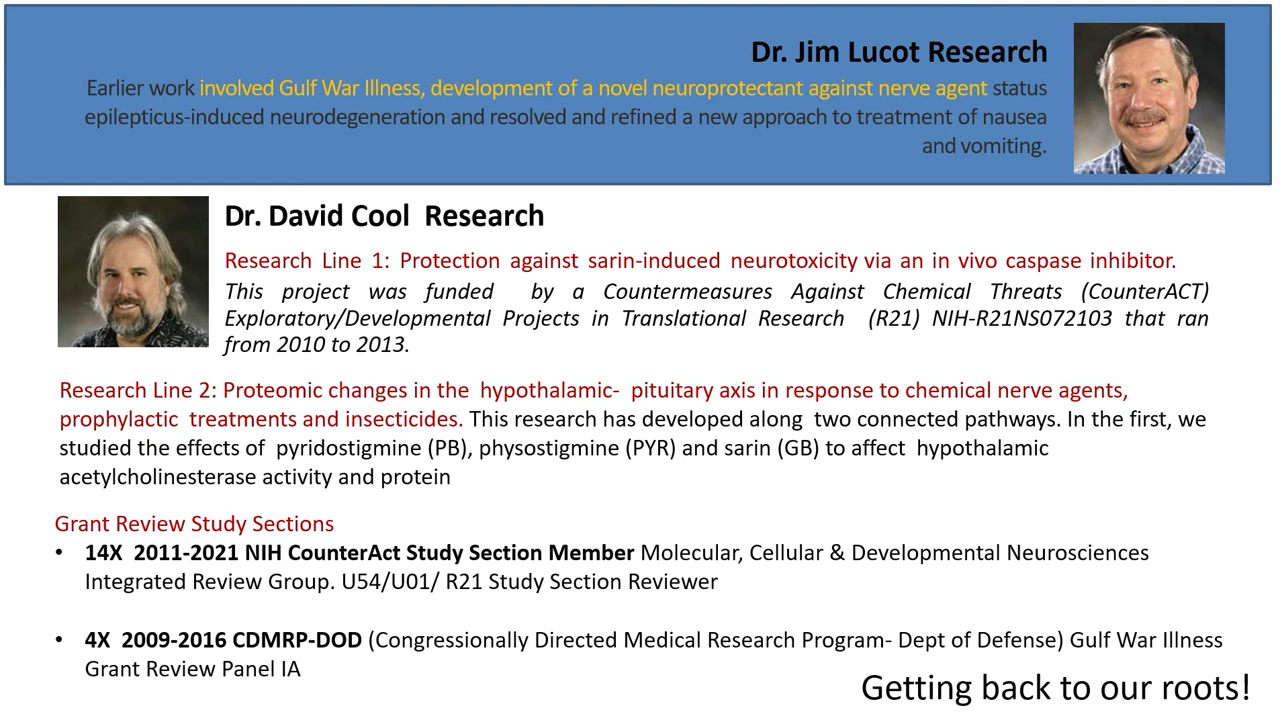 Dr. Jim Lucot Research
Earlier work involved Gulf War Illness, development of a novel neuroprotectant against nerve agent status
epilepticus-induced neurodegeneration and resolved and refined a new approach to treatment of nausea
and vomiting.
Dr. David Cool Research
Research Line 1: Protection against sarin-induced neurotoxicity via an in vivo caspase inhibitor.
This project was funded by a Countermeasures Against Chemical Threats (CounterACT)
Exploratory/Developmental Projects in Translational Research (R21) NIH-R21NS072103 that ran
from 2010 to 2013.
Research Line 2: Proteomic changes in the hypothalamic- pituitary axis in response to chemical nerve agents,
prophylactic treatments and insecticides. This research has developed along two connected pathways. In the first, we
studied the effects of pyridostigmine (PB), physostigmine (PYR) and sarin (GB) to affect hypothalamic
acetylcholinesterase activity and protein
Grant Review Study Sections
• 14X 2011-2021 NIH CounterAct Study Section Member Molecular, Cellular & Developmental Neurosciences
Integrated Review Group. U54/U01/ R21 Study Section Reviewer
• 4X 2009-2016 CDMRP-DOD (Congressionally Directed Medical Research Program- Dept of Defense) Gulf War Illness
Grant Review Panel IA
Getting back to our roots!